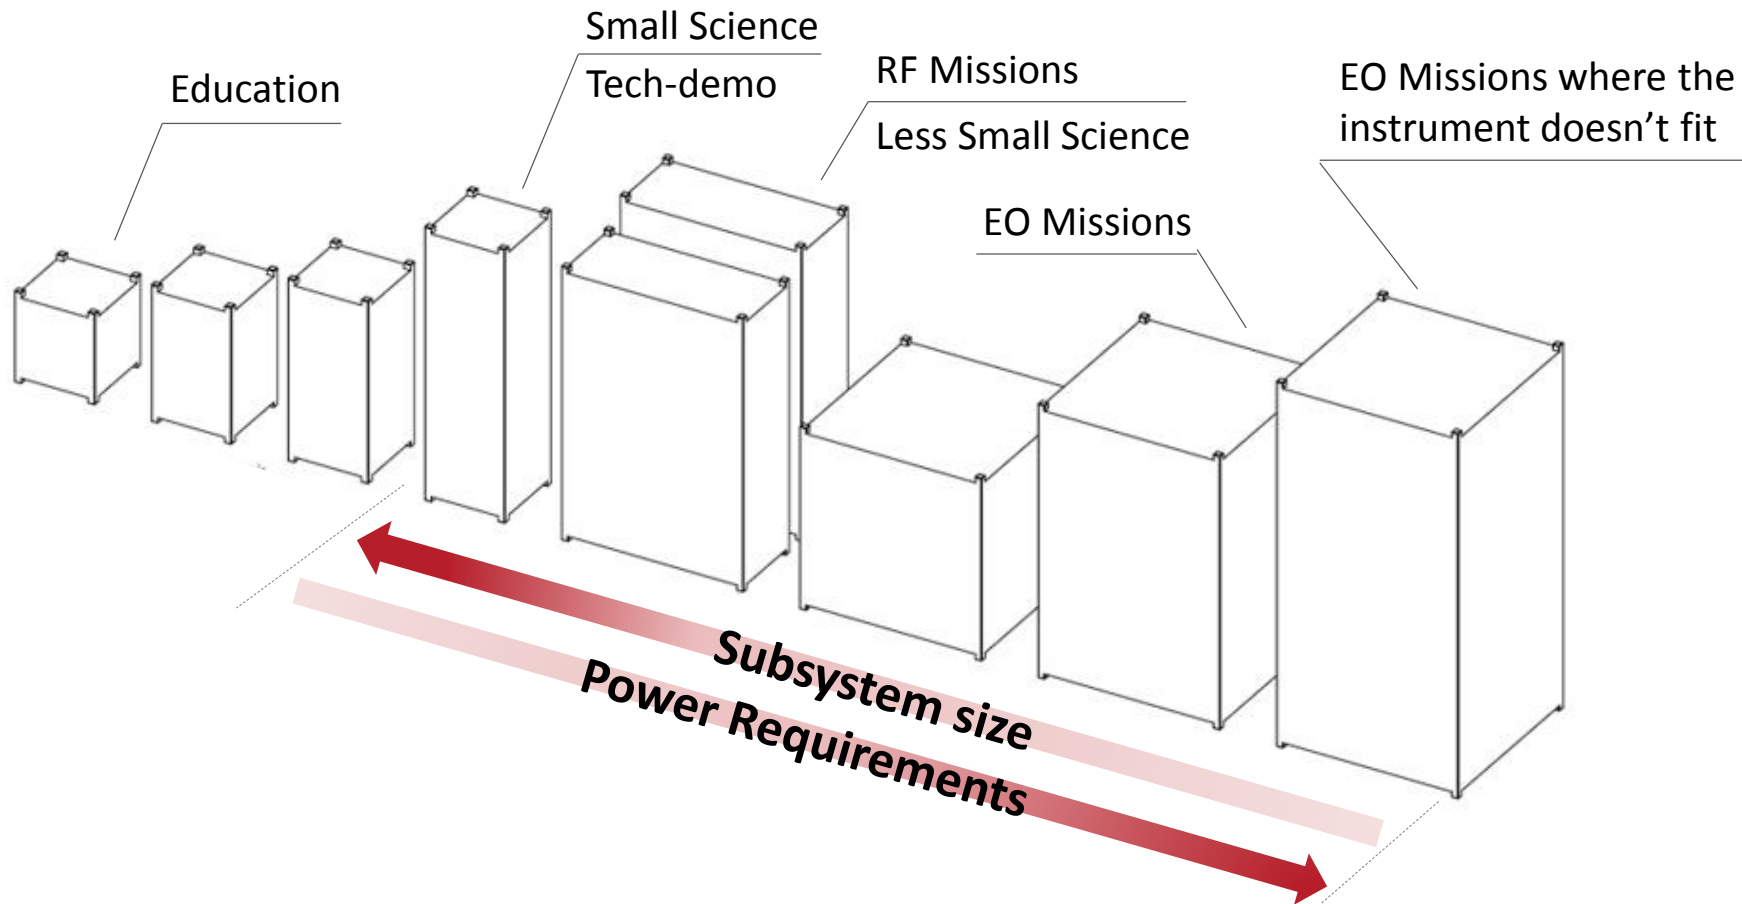 Education
Small Science
Tech-demo
RF Missions
Less Small Science
EO Missions
EO Missions where the
instrument doesn’t fit
Subsystem size
Power Requirements